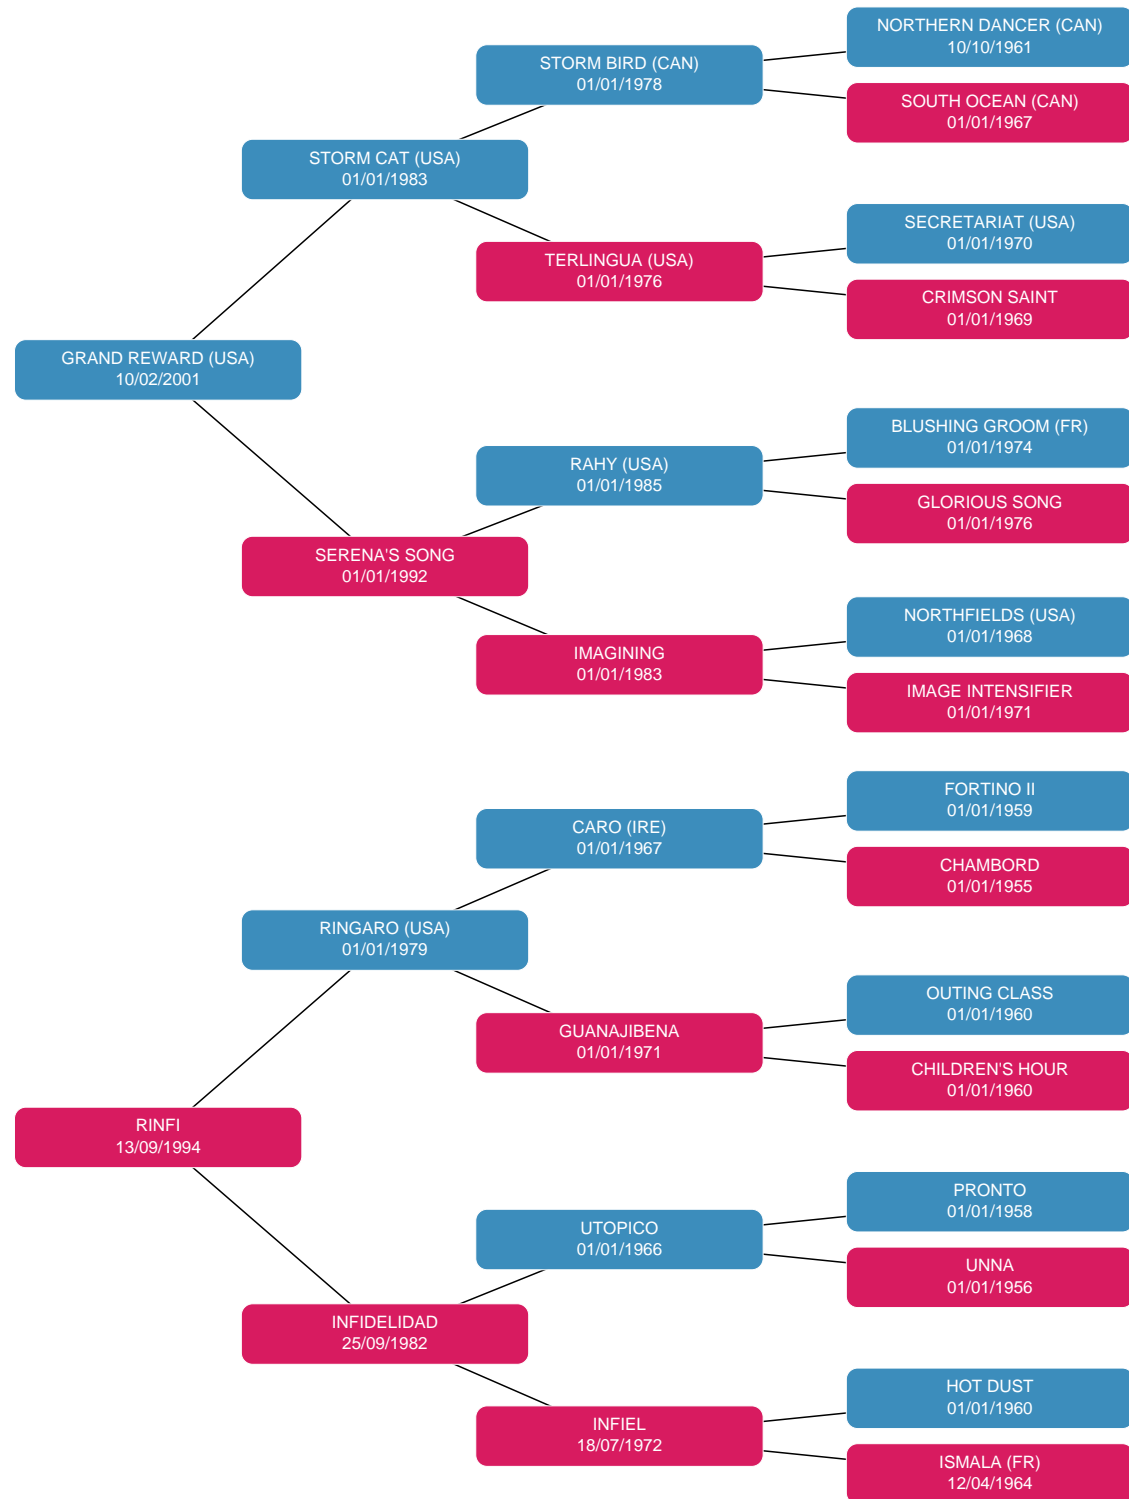 NORTHERN DANCER (CAN)
10/10/1961
STORM BIRD (CAN)
01/01/1978
SOUTH OCEAN (CAN)
01/01/1967
STORM CAT (USA)
01/01/1983
SECRETARIAT (USA)
01/01/1970
TERLINGUA (USA)
01/01/1976
CRIMSON SAINT
01/01/1969
GRAND REWARD (USA)
10/02/2001
BLUSHING GROOM (FR)
01/01/1974
RAHY (USA)
01/01/1985
GLORIOUS SONG
01/01/1976
SERENA'S SONG
01/01/1992
NORTHFIELDS (USA)
01/01/1968
IMAGINING
01/01/1983
IMAGE INTENSIFIER
01/01/1971
FORTINO II
01/01/1959
CARO (IRE)
01/01/1967
CHAMBORD
01/01/1955
RINGARO (USA)
01/01/1979
OUTING CLASS
01/01/1960
GUANAJIBENA
01/01/1971
CHILDREN'S HOUR
01/01/1960
RINFI
13/09/1994
PRONTO
01/01/1958
UTOPICO
01/01/1966
UNNA
01/01/1956
INFIDELIDAD
25/09/1982
HOT DUST
01/01/1960
INFIEL
18/07/1972
ISMALA (FR)
12/04/1964